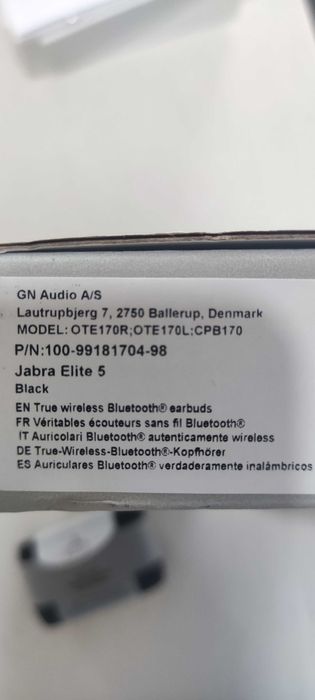 GN Audio A/S
Lautrupbjerg 7, 2750 Ballerup, Denmark
MODEL: OTE170R;OTE170L:CPB170
P/N:100-99181704-98
Jabra Elite 5
Black
EN True wireless Bluetooth® earbuds
FR Véritables écouteurs sans fil Bluetooth®
IT Auricolari Bluetooth® autenticamente wireless
DE True-Wireless-Bluetooth®-Kopfhörer
ES Auriculares Bluetooth® verdaderamente inalámbricos